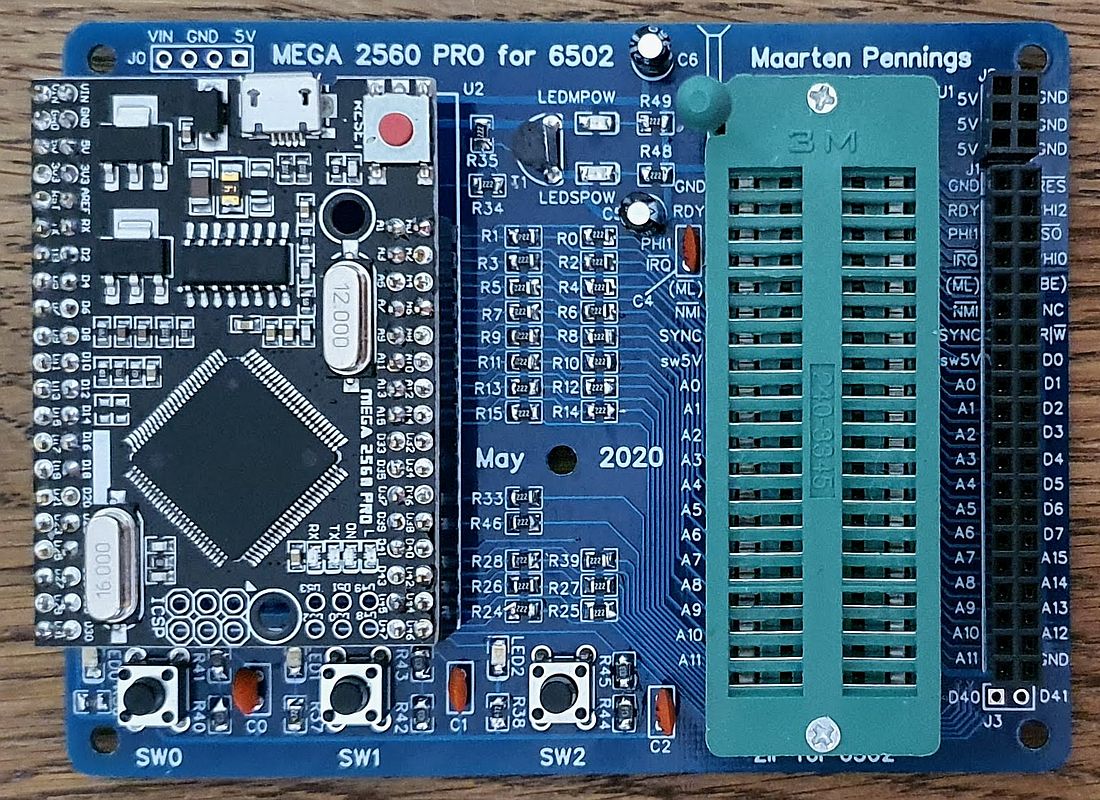 VIN GND 5V
J0
MEGA 2560 PRO for 6502
C6
Maarten Pennings
U2
LEDMPOW
R49
U1
5V
GND
5V
GND
5V
GND
3M
R35
R48
R34
T1
LEDSPOW
GND
J1
GND
RES
RDY
RDY
PHI2
R1
R0
PHI1
PHI1
SO
R3
R2
IRQ
IRQ
PHI0
R5
R4
(ML)
(ML)
(BE)
C4
R7
R6
NMI
NMI
NC
R9
R8
SYNC
SYNC
R/W
R11
R10
sw5V
sw5V
D0
R13
R12
A0
A0
D1
R15
R14
A1
A1
D2
A2
A2
D3
May 2020
A3
A3
D4
A4
A4
D5
R33
A5
A5
D6
R46
A6
A6
D7
R28
R39
A7
A7
A15
R26
R27
A8
A8
A14
R24
R25
A9
A9
A13
A10
A10
A12
A11
A11
GND
240-3345
12.000
16.000
MEGA 2560 PRO
RX
TX
ON
L
ICSP
R41
R40
C0
LED1
R37
R43
R42
C1
LED2
R38
R45
R44
C2
D40
D41
J3
SW0
SW1
SW2